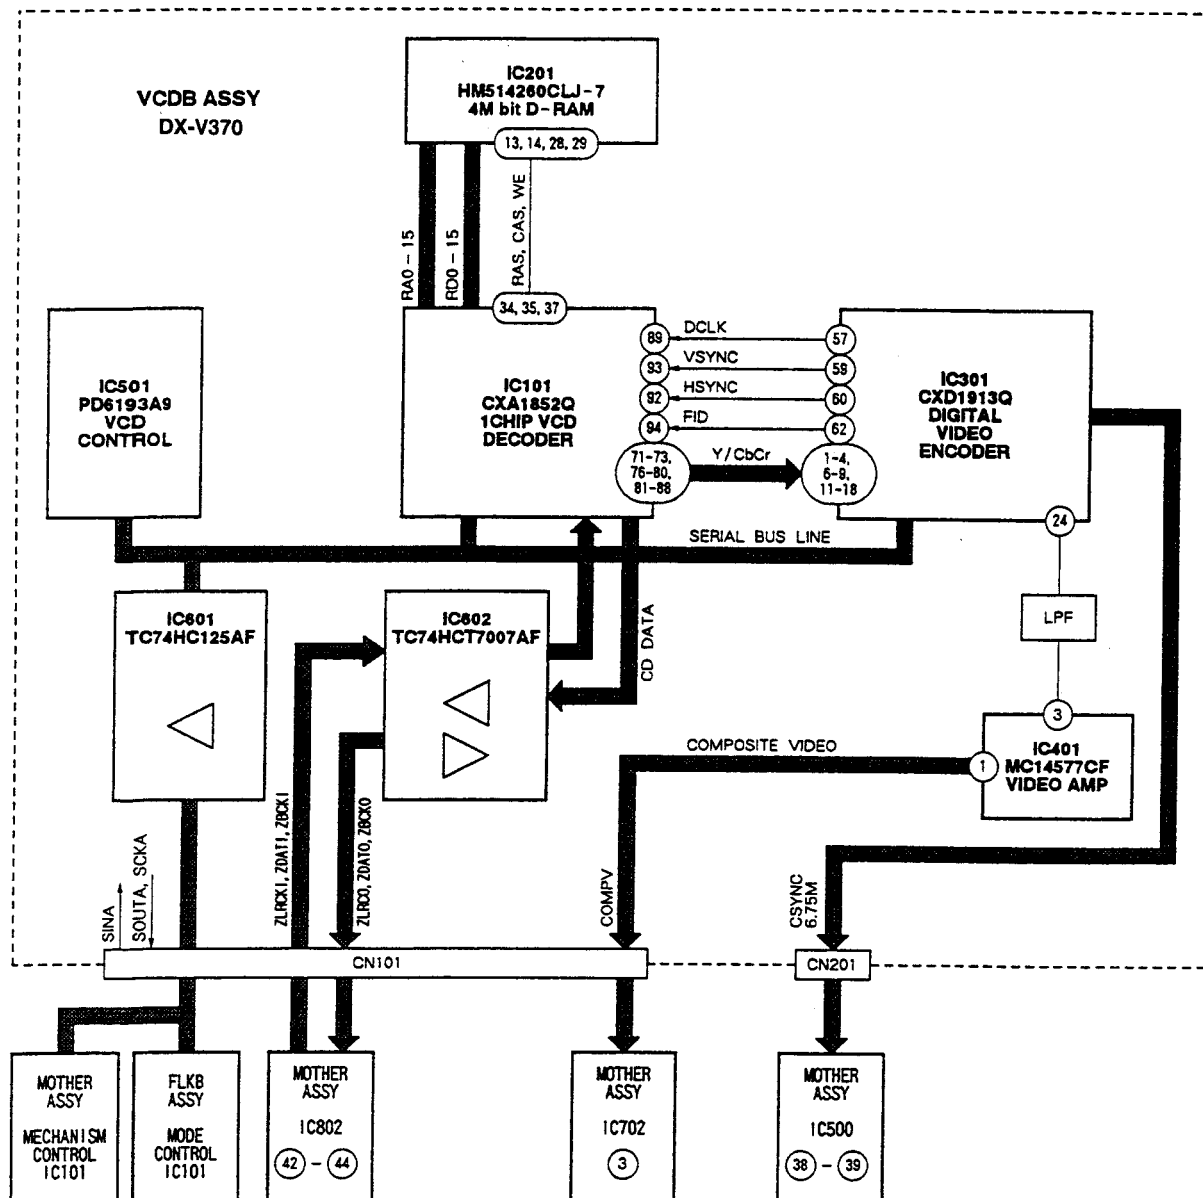 VCDB ASSY
DX-V370
IC201
HM514260CLJ-7
4M bit D-RAM
13, 14, 28, 29
RA0-15
RD0-15
RAS, CAS, WE
34, 35, 37
IC501
PD6193A9
VCD
CONTROL
IC101
CXA1852Q
1CHIP VCD
DECODER
89
DCLK
57
93
VSYNC
59
92
HSYNC
60
94
FID
62
71-73,
76-80,
81-88
Y/CbCr
1-4,
6-9,
11-18
IC301
CXD1913Q
DIGITAL
VIDEO
ENCODER
24
SERIAL BUS LINE
LPF
IC601
TC74HC125AF
IC602
TC74HCT7007AF
CD DATA
3
IC401
MC14577CF
VIDEO AMP
1
COMPOSITE VIDEO
SINA
SOUTA, SCKA
ZLRCKI, ZDATI, ZBCKI
ZLRCO, ZDATO, ZBCKO
COMPV
CSYNC
6.75M
CN101
CN201
MOTHER
ASSY
MECHANISM
CONTROL
IC101
FLKB
ASSY
MODE
CONTROL
IC101
MOTHER
ASSY
IC802
42 - 44
MOTHER
ASSY
IC702
3
MOTHER
ASSY
IC500
38 - 39